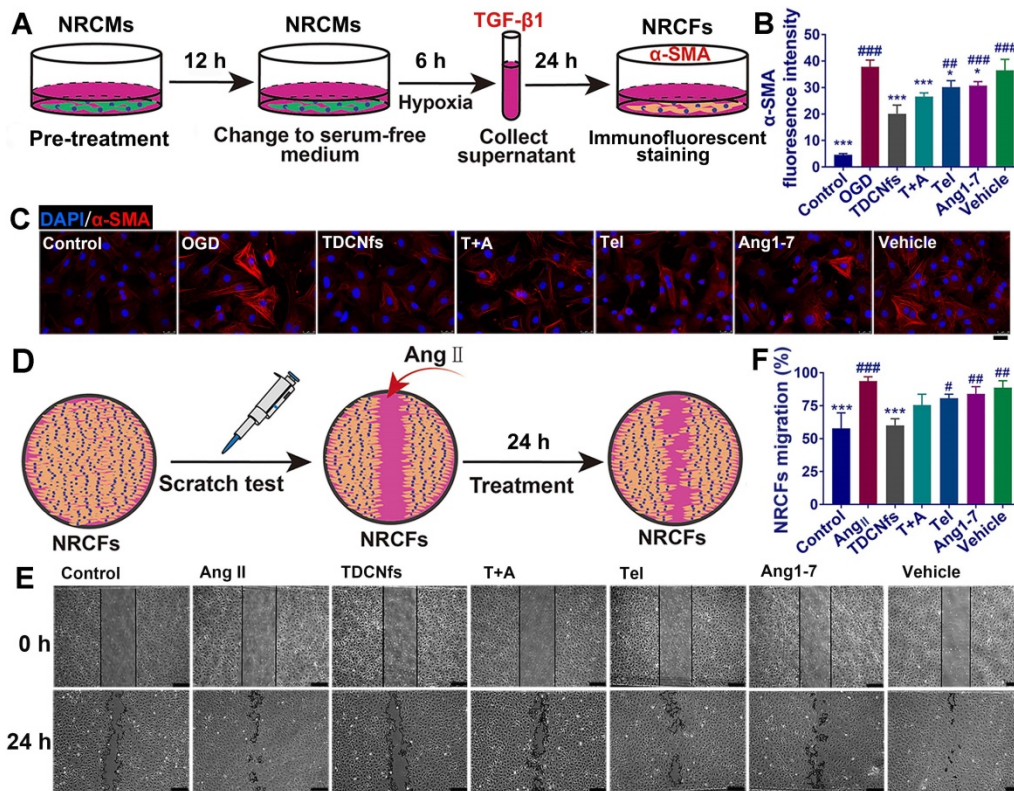 A
NRCMs
12 h
Pre-treatment
NRCMs
6 h
Hypoxia
Change to serum-free
medium
TGF-β1
24 h
Collect
supernatant
NRCFs
α-SMA
Immunofluorescent
staining
B
α-SMA
fluoresence intensity
50
40
30
20
10
0
***
###
***
***
##
*
###
*
###
Control
OGD
TDCNfs
T+A
Tel
Ang1-7
Vehicle
C
DAPI/α-SMA
Control
OGD
TDCNfs
T+A
Tel
Ang1-7
Vehicle
D
NRCFs
Scratch test
Ang Ⅱ
NRCFs
24 h
Treatment
NRCFs
F
NRCFs migration (%)
100
75
50
25
0
***
###
***
#
##
##
Control
AngII
TDCNfs
T+A
Tel
Ang1-7
Vehicle
E
Control
Ang II
TDCNfs
T+A
Tel
Ang1-7
Vehicle
0 h
24 h